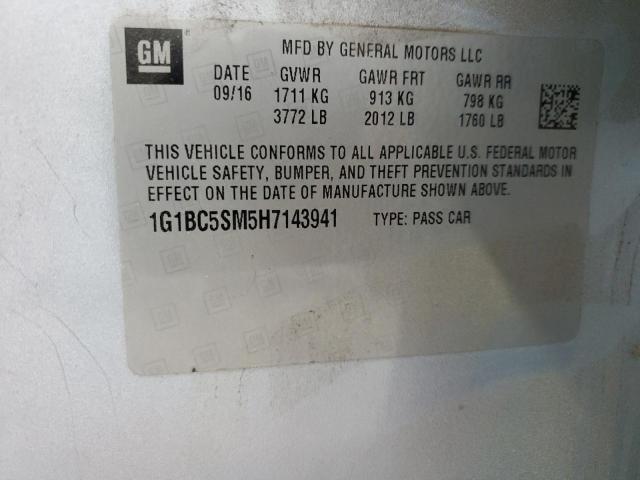 GM
MFD BY GENERAL MOTORS LLC
DATE GVWR GAWR FRT GAWR RR
09/16 1711 KG 913 KG 798 KG
3772 LB 2012 LB 1760 LB
THIS VEHICLE CONFORMS TO ALL APPLICABLE U.S. FEDERAL MOTOR
VEHICLE SAFETY, BUMPER, AND THEFT PREVENTION STANDARDS IN
EFFECT ON THE DATE OF MANUFACTURE SHOWN ABOVE.
1G1BC5SM5H7143941 TYPE: PASS CAR